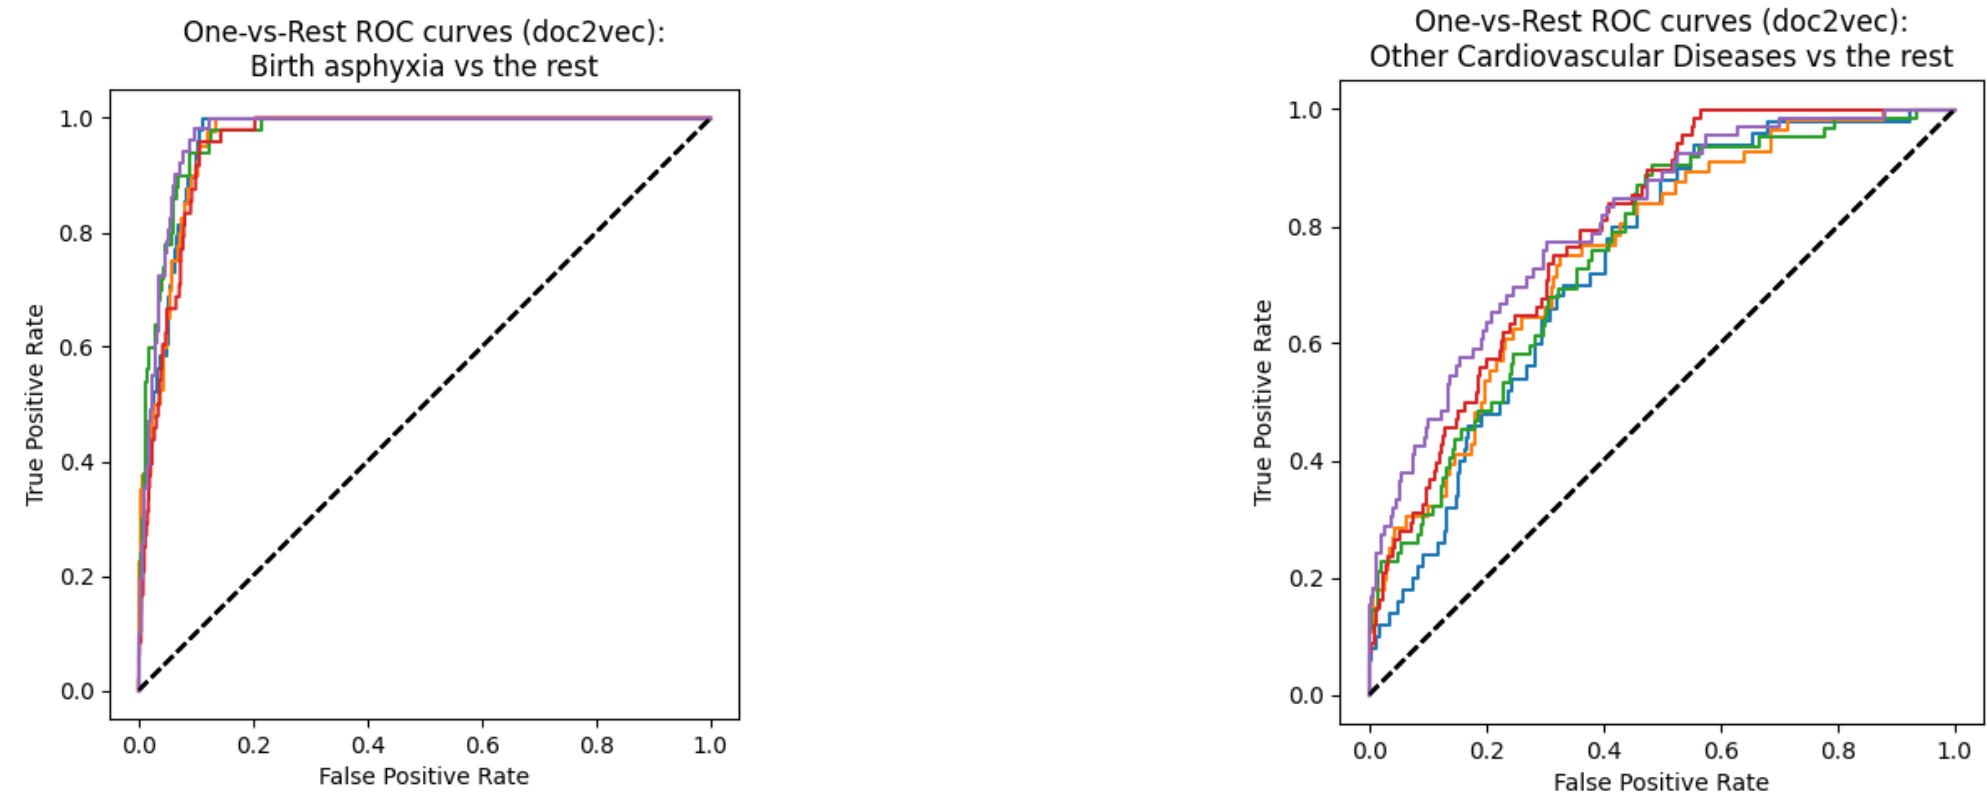 One-vs-Rest ROC curves (doc2vec):
Birth asphyxia vs the rest
True Positive Rate
1.0
0.8
0.6
0.4
0.2
0.0
0.0 0.2 0.4 0.6 0.8 1.0
False Positive Rate
One-vs-Rest ROC curves (doc2vec):
Other Cardiovascular Diseases vs the rest
True Positive Rate
1.0
0.8
0.6
0.4
0.2
0.0
0.0 0.2 0.4 0.6 0.8 1.0
False Positive Rate